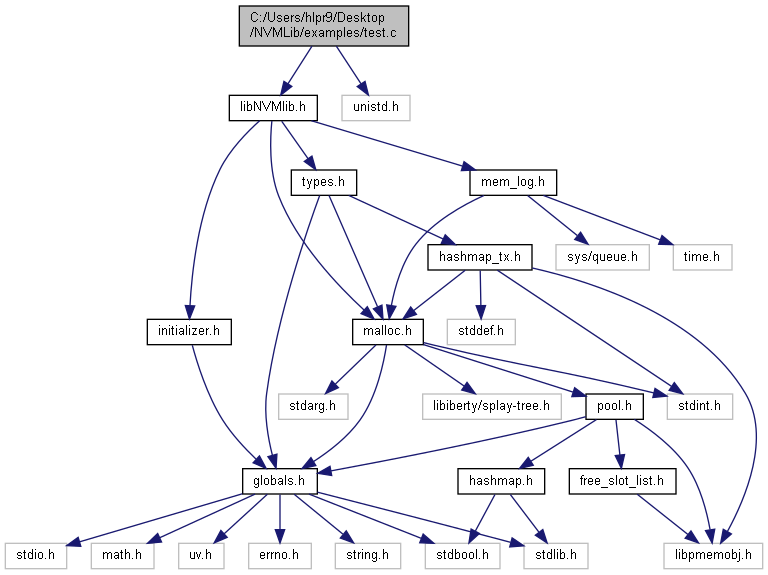 C:/Users/hlpr9/Desktop
/NVMLib/examples/test.c
libNVMlib.h
unistd.h
types.h
mem_log.h
hashmap_tx.h
sys/queue.h
time.h
initializer.h
malloc.h
stddef.h
stdarg.h
libiberty/splay-tree.h
pool.h
stdint.h
globals.h
hashmap.h
free_slot_list.h
stdio.h
math.h
uv.h
errno.h
string.h
stdbool.h
stdlib.h
libpmemobj.h